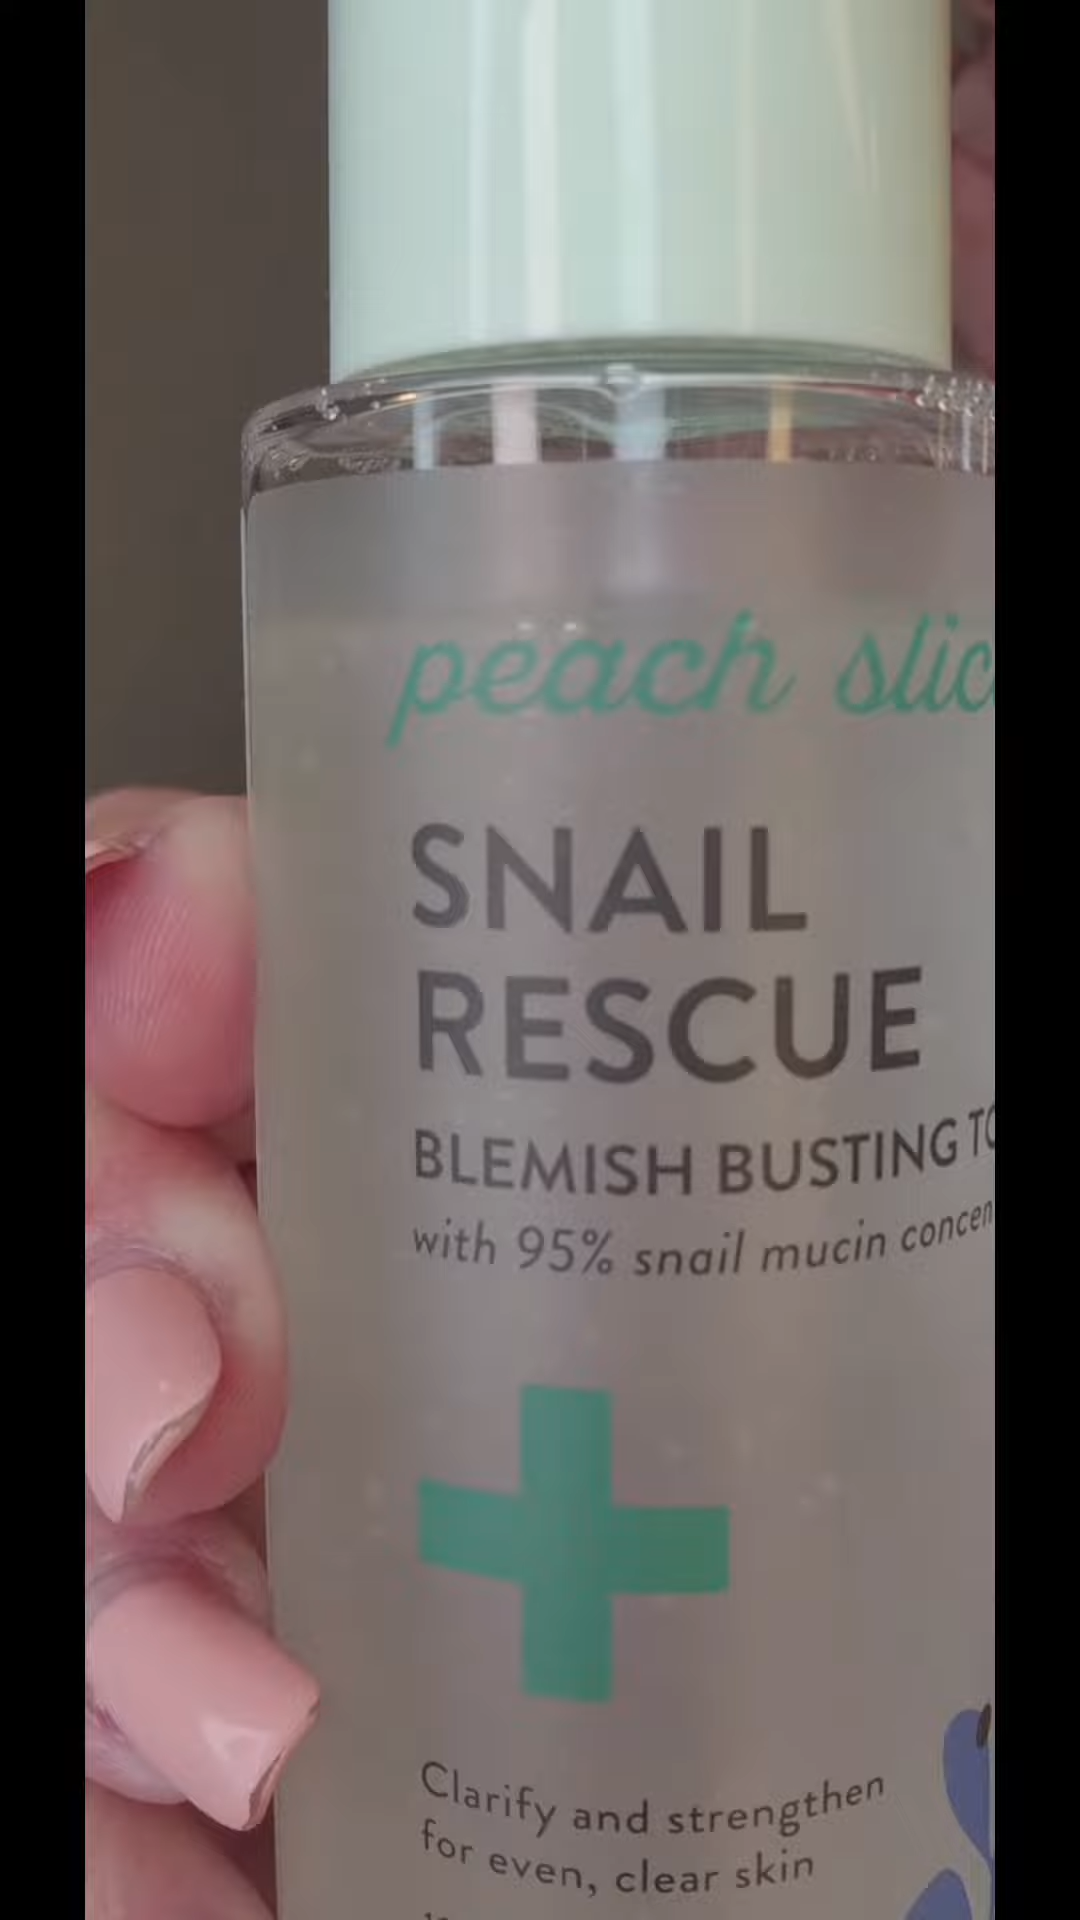 peach slic
SNAIL
RESCUE
BLEMISH BUSTING TO
with 95% snail mucin concen
Clarify and strengthen
for even, clear skin